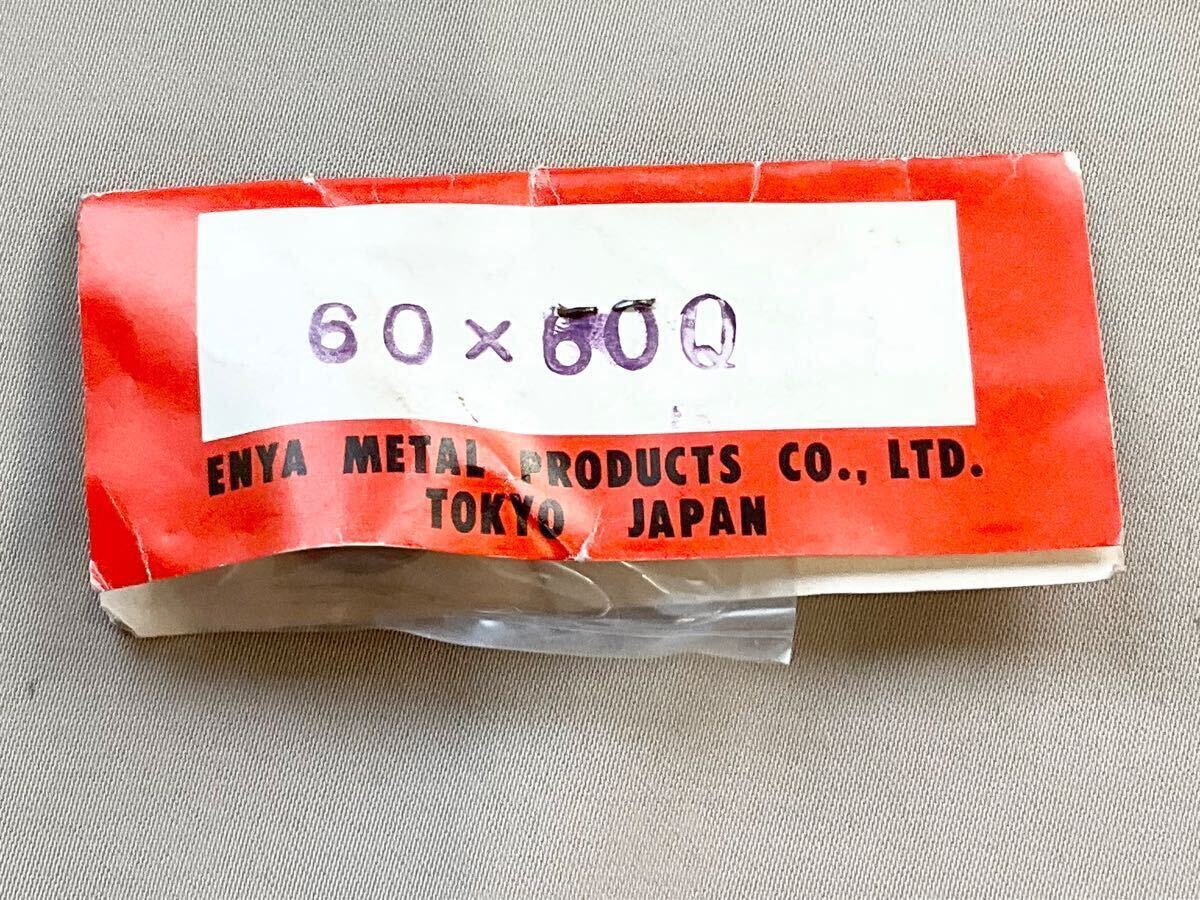 60×60Q
ENYA METAL PRODUCTS CO., LTD.
TOKYO JAPAN